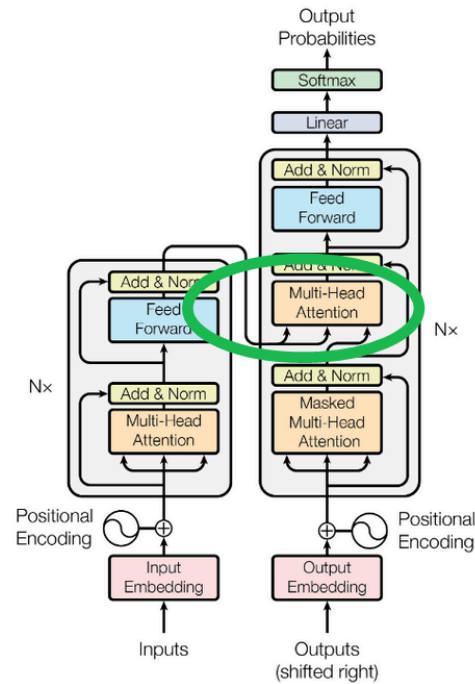 Output
Probabilities
Softmax
Linear
Add & Norm
Feed
Forward
Add & Norm
Multi-Head
Attention
Add & Norm
Masked
Multi-Head
Attention
Nx
Add & Norm
Feed
Forward
Add & Norm
Multi-Head
Attention
Nx
Positional
Encoding
Positional
Encoding
Input
Embedding
Output
Embedding
Inputs
Outputs
(shifted right)